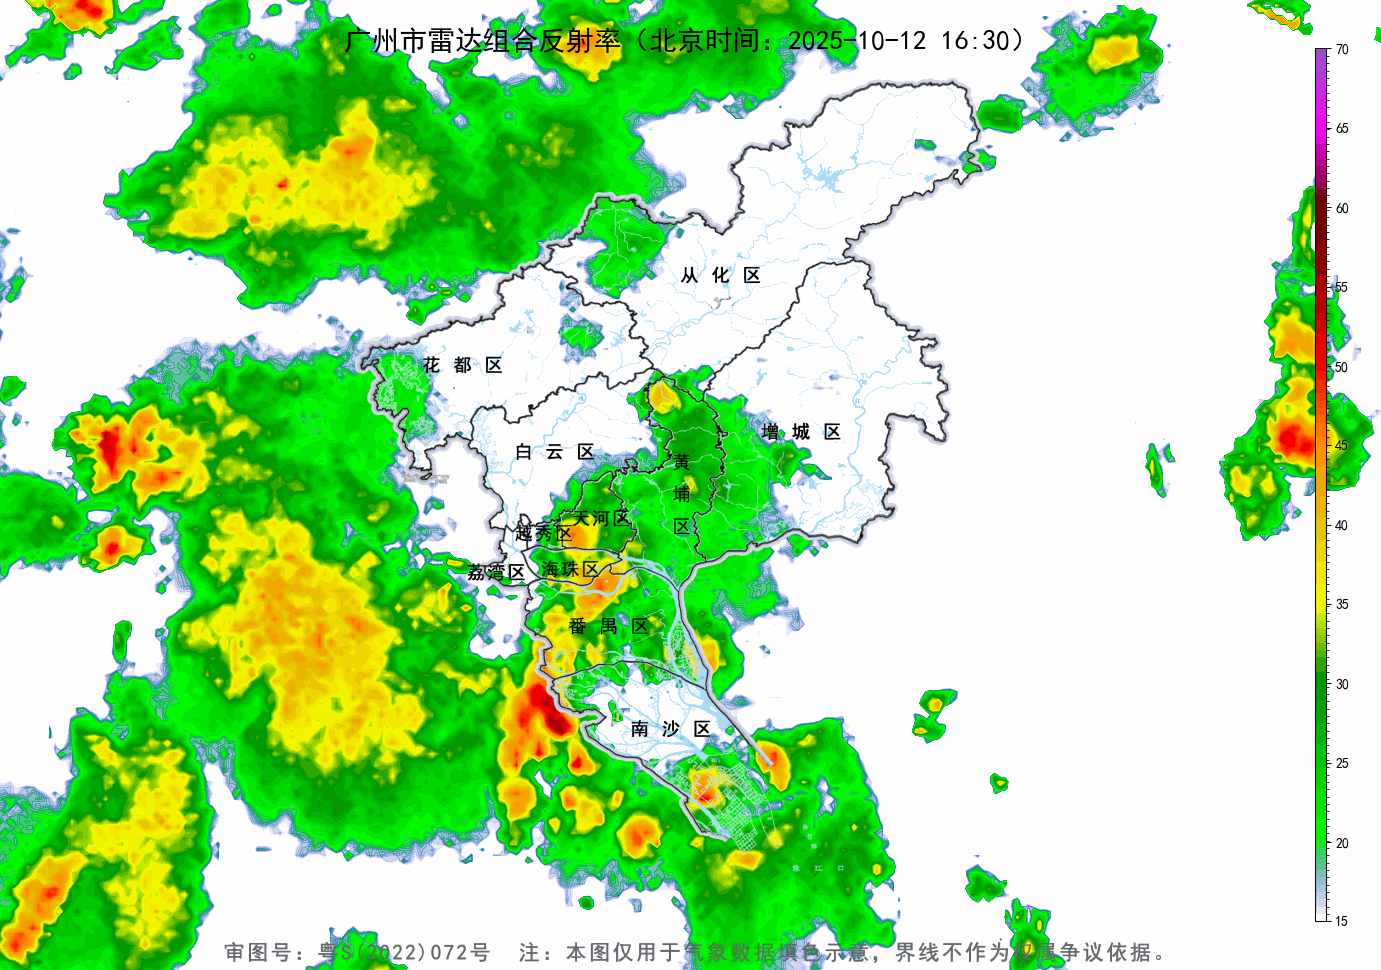 广州市雷达组合反射率（北京时间：2025-10-12 16:30）
70
65
60
55
50
45
40
35
30
25
20
15
从化区
花都区
增城区
白云区
黄埔区
天河区
越秀区
海珠区
荔湾区
番禺区
南沙区
珠江口
审图号：粤S(2022)072号 注：本图仅用于气象数据填色示意，界线不作为权属争议依据。